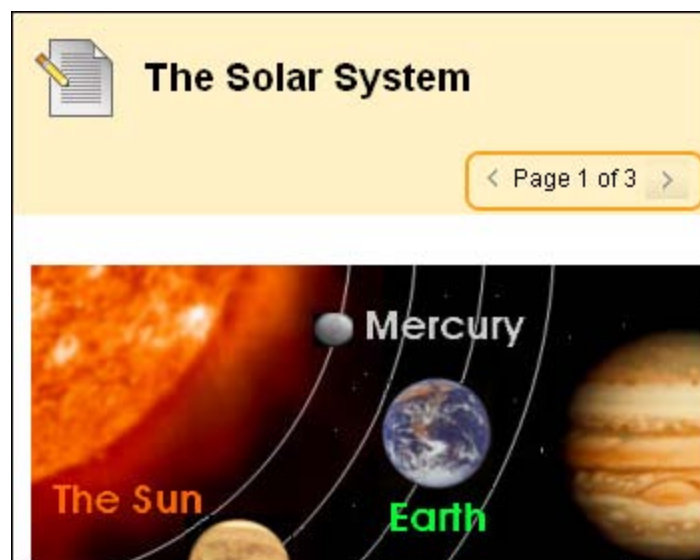 The Solar System
< Page 1 of 3 >
Mercury
The Sun
Earth